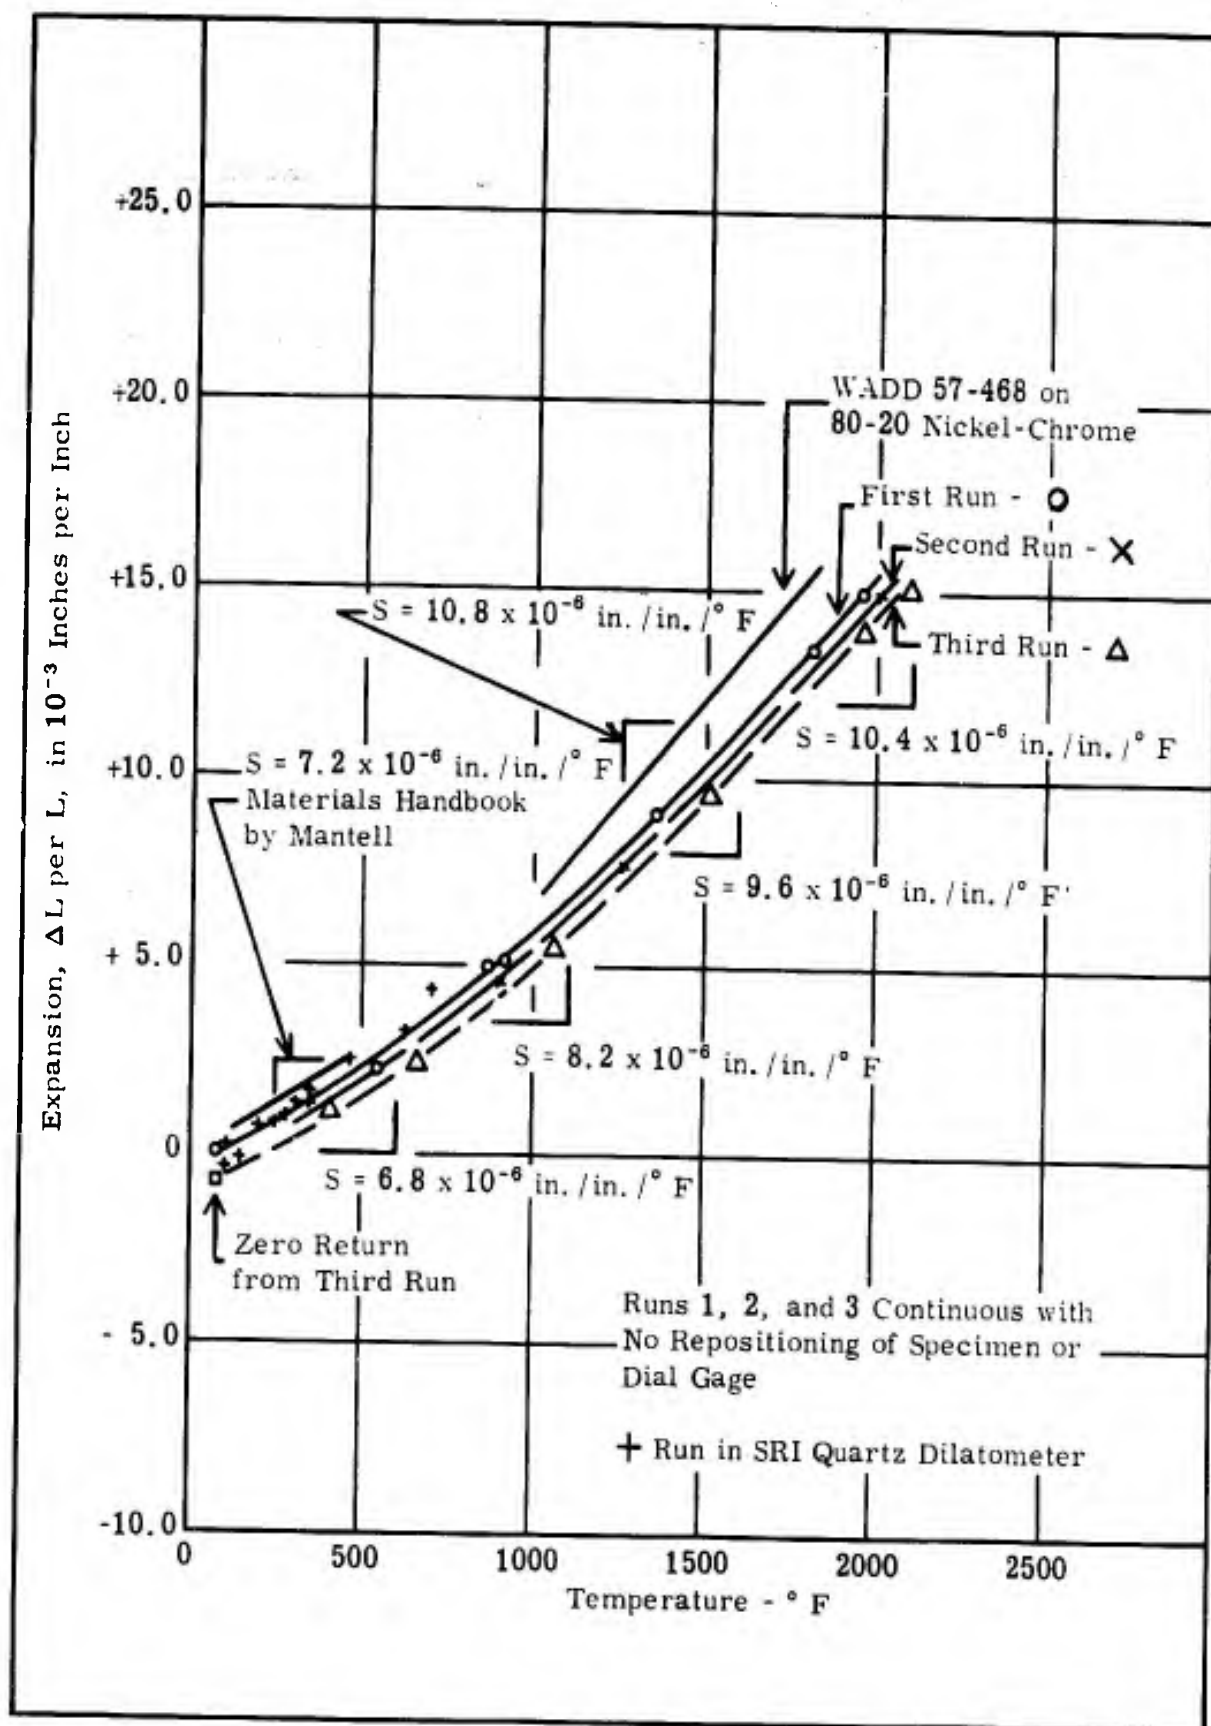 +25.0
+20.0
+15.0
+10.0
+ 5.0
0
- 5.0
-10.0
Expansion, Δ L per L, in 10⁻³ Inches per Inch
WADD 57-468 on
80-20 Nickel-Chrome
First Run - O
Second Run - X
Third Run - Δ
S = 10.8 x 10⁻⁶ in./in./° F
S = 10.4 x 10⁻⁶ in./in./° F
S = 7.2 x 10⁻⁶ in./in./° F
Materials Handbook
by Mantell
S = 9.6 x 10⁻⁶ in./in./° F
S = 8.2 x 10⁻⁶ in./in./° F
S = 6.8 x 10⁻⁶ in./in./° F
Zero Return
from Third Run
Runs 1, 2, and 3 Continuous with
No Repositioning of Specimen or
Dial Gage
+ Run in SRI Quartz Dilatometer
0 500 1000 1500 2000 2500
Temperature - ° F